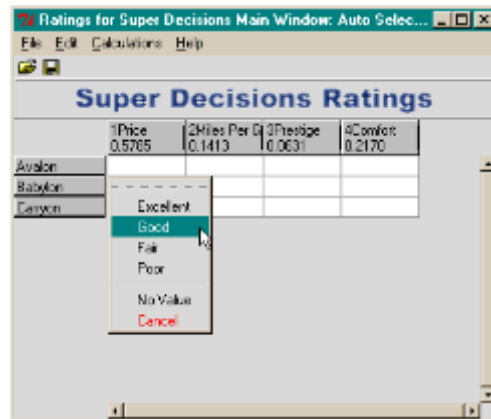 Ratings for Super Decisions Main Window: Auto Selec...
File Edit Calculations Help
Super Decisions Ratings
1Price 2Miles Per G 3Prestige 4Comfort
0.5785 0.1413 0.0631 0.2170
Avalon
Babylon
Canyon
Excellent
Good
Fair
Poor
No Value
Cancel